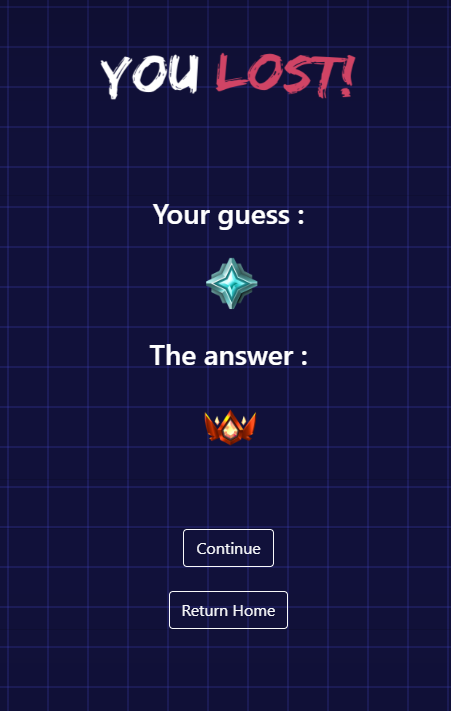 YOU LOST!
Your guess :
The answer :
Continue
Return Home